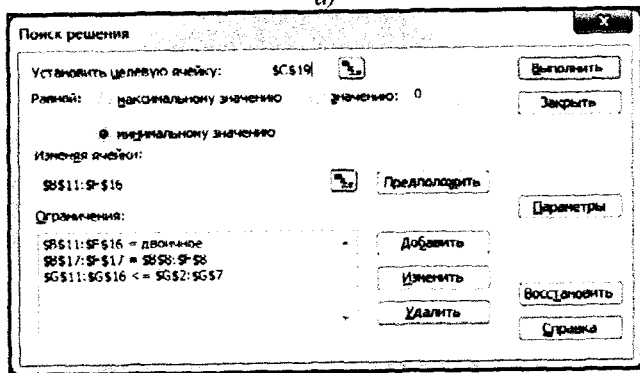 а)
Поиск решения
Установить целевую ячейку: $C$19
Выполнить
Равной: максимальному значению значению: 0
Закрыть
минимальному значению
Изменяя ячейки:
$B$11:$F$16
Предположить
Параметры
Ограничения:
$B$11:$F$16 = двоичное
$B$17:$F$17 = $B$8:$F$8
$G$11:$G$16 <= $G$2:$G$7
Добавить
Изменить
Удалить
Восстановить
Справка